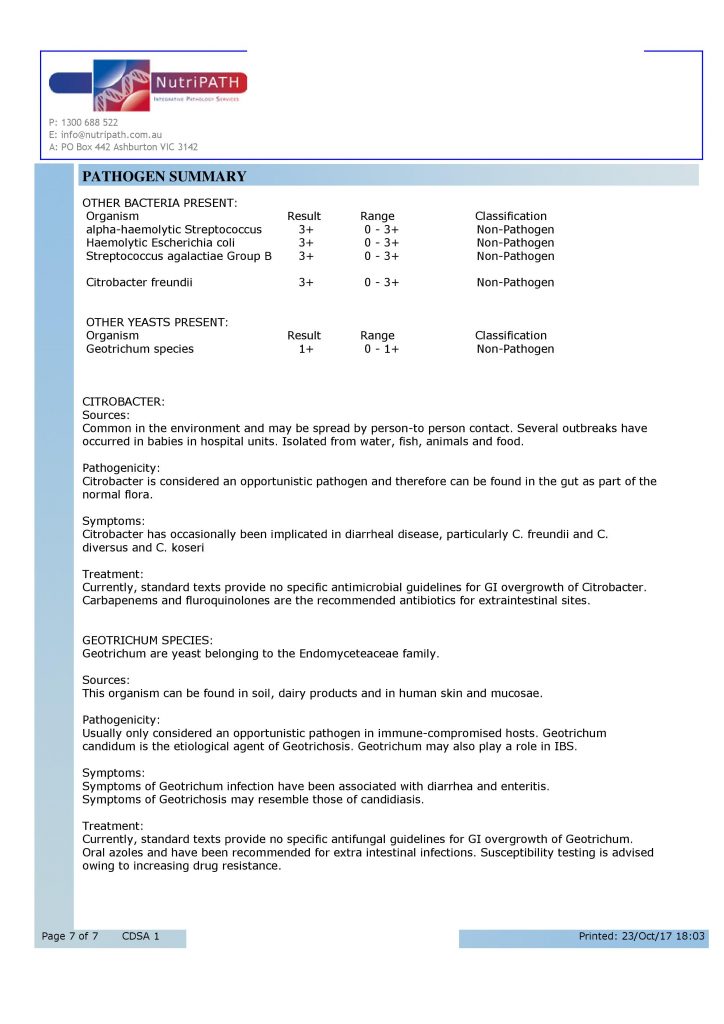 NutriPATH
INTEGRATIVE PATHOLOGY SERVICES
P: 1300 688 522
E: info@nutripath.com.au
A: PO Box 442 Ashburton VIC 3142
PATHOGEN SUMMARY
OTHER BACTERIA PRESENT:
Organism Result Range Classification
alpha-haemolytic Streptococcus 3+ 0 - 3+ Non-Pathogen
Haemolytic Escherichia coli 3+ 0 - 3+ Non-Pathogen
Streptococcus agalactiae Group B 3+ 0 - 3+ Non-Pathogen
Citrobacter freundii 3+ 0 - 3+ Non-Pathogen
OTHER YEASTS PRESENT:
Organism Result Range Classification
Geotrichum species 1+ 0 - 1+ Non-Pathogen
CITROBACTER:
Sources:
Common in the environment and may be spread by person-to person contact. Several outbreaks have
occurred in babies in hospital units. Isolated from water, fish, animals and food.
Pathogenicity:
Citrobacter is considered an opportunistic pathogen and therefore can be found in the gut as part of the
normal flora.
Symptoms:
Citrobacter has occasionally been implicated in diarrheal disease, particularly C. freundii and C.
diversus and C. koseri
Treatment:
Currently, standard texts provide no specific antimicrobial guidelines for GI overgrowth of Citrobacter.
Carbapenems and fluroquinolones are the recommended antibiotics for extraintestinal sites.
GEOTRICHUM SPECIES:
Geotrichum are yeast belonging to the Endomyceteaceae family.
Sources:
This organism can be found in soil, dairy products and in human skin and mucosae.
Pathogenicity:
Usually only considered an opportunistic pathogen in immune-compromised hosts. Geotrichum
candidum is the etiological agent of Geotrichosis. Geotrichum may also play a role in IBS.
Symptoms:
Symptoms of Geotrichum infection have been associated with diarrhea and enteritis.
Symptoms of Geotrichosis may resemble those of candidiasis.
Treatment:
Currently, standard texts provide no specific antifungal guidelines for GI overgrowth of Geotrichum.
Oral azoles and have been recommended for extra intestinal infections. Susceptibility testing is advised
owing to increasing drug resistance.
Page 7 of 7 CDSA 1 Printed: 23/Oct/17 18:03